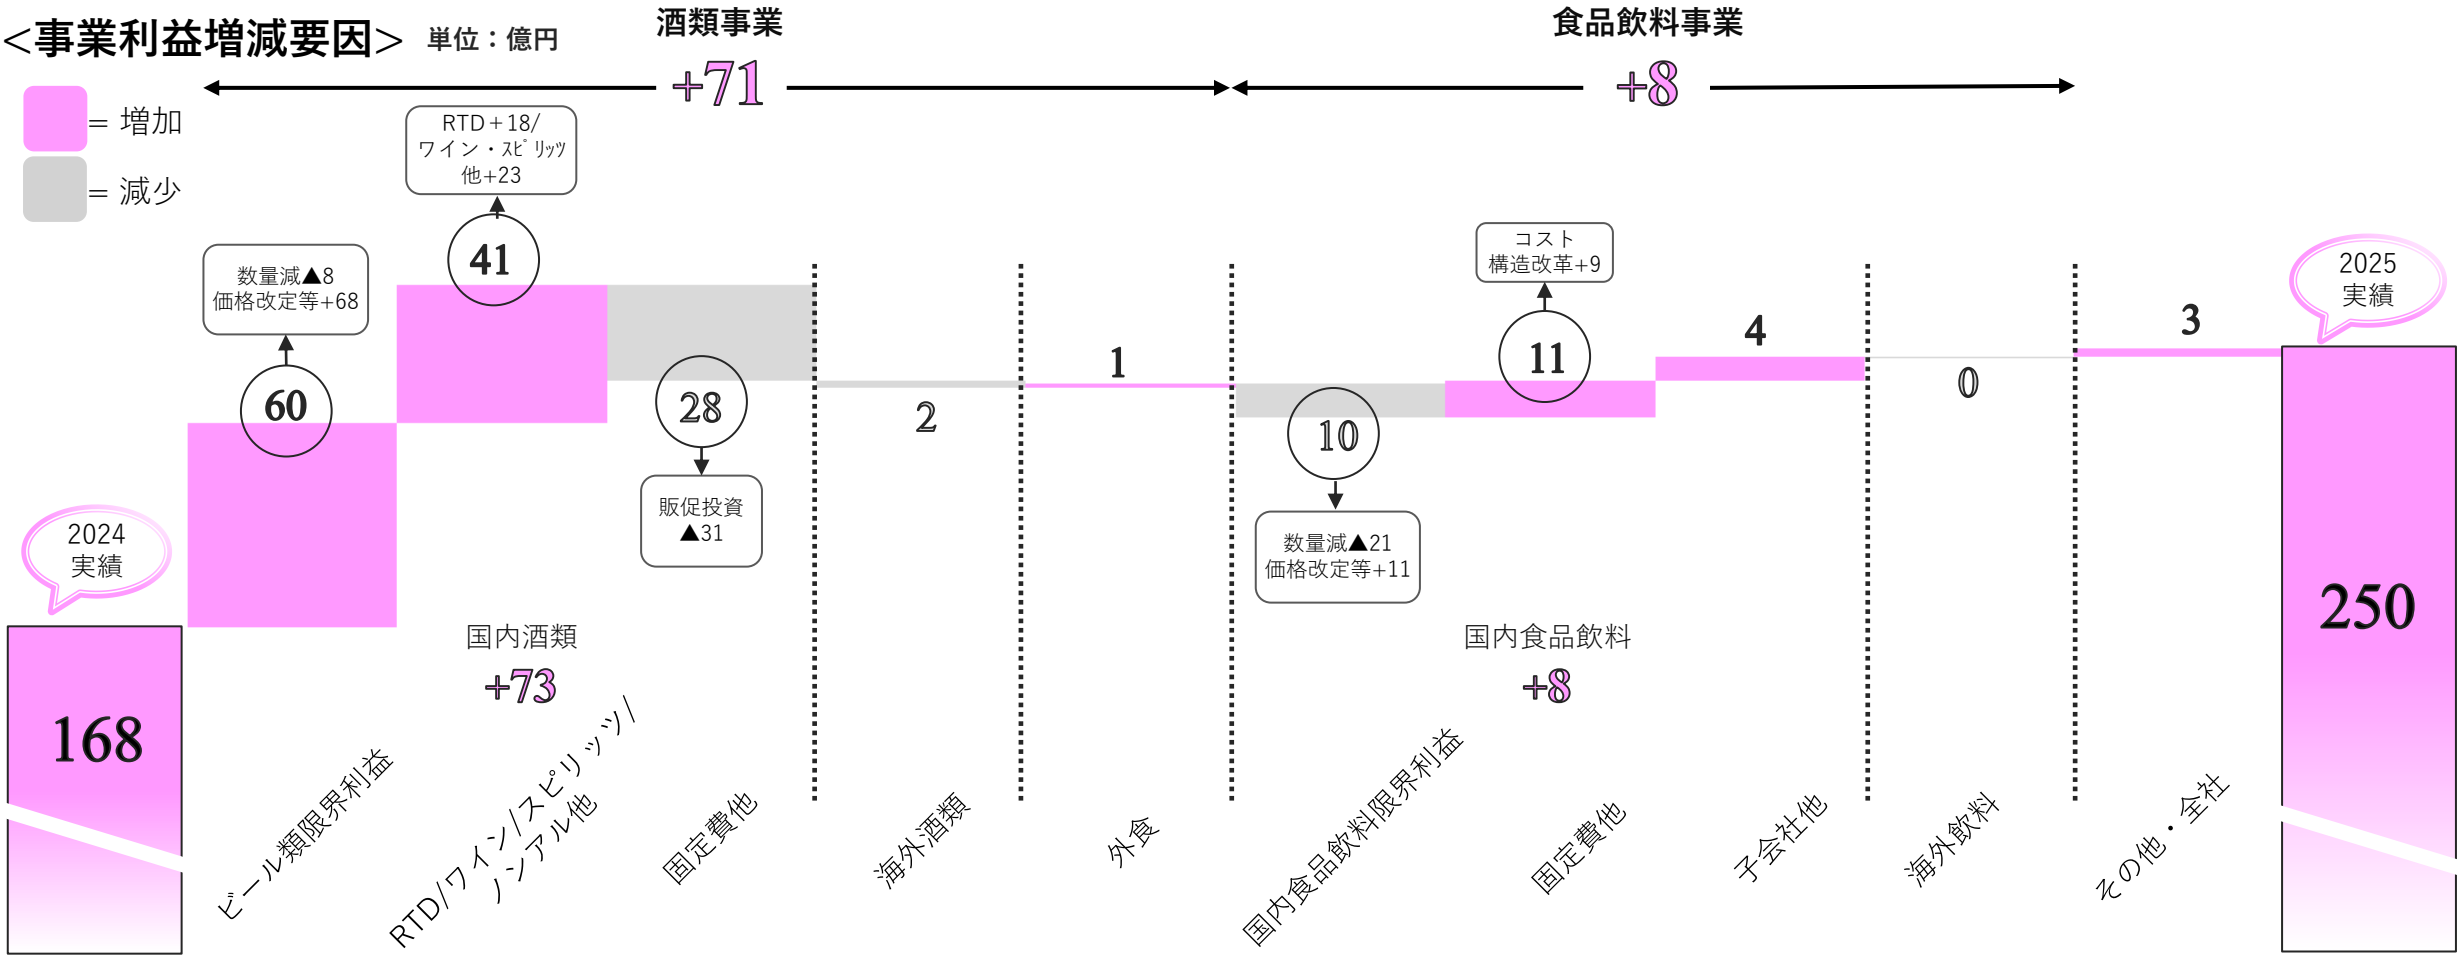 <事業利益増減要因>
単位：億円
= 増加
= 減少
酒類事業
+71
食品飲料事業
+8
2024
実績
168
数量減▲8
価格改定等+68
60
RTD＋18/
ワイン・ｽﾋﾟﾘｯﾂ
他+23
41
28
販促投資
▲31
国内酒類
+73
2
1
10
数量減▲21
価格改定等+11
コスト
構造改革+9
11
4
国内食品飲料
+8
0
3
2025
実績
250
ビール類限界利益
RTD/ワイン/スピリッツ/
ノンアル他
固定費他
海外酒類
外食
国内食品飲料限界利益
固定費他
子会社他
海外飲料
その他・全社